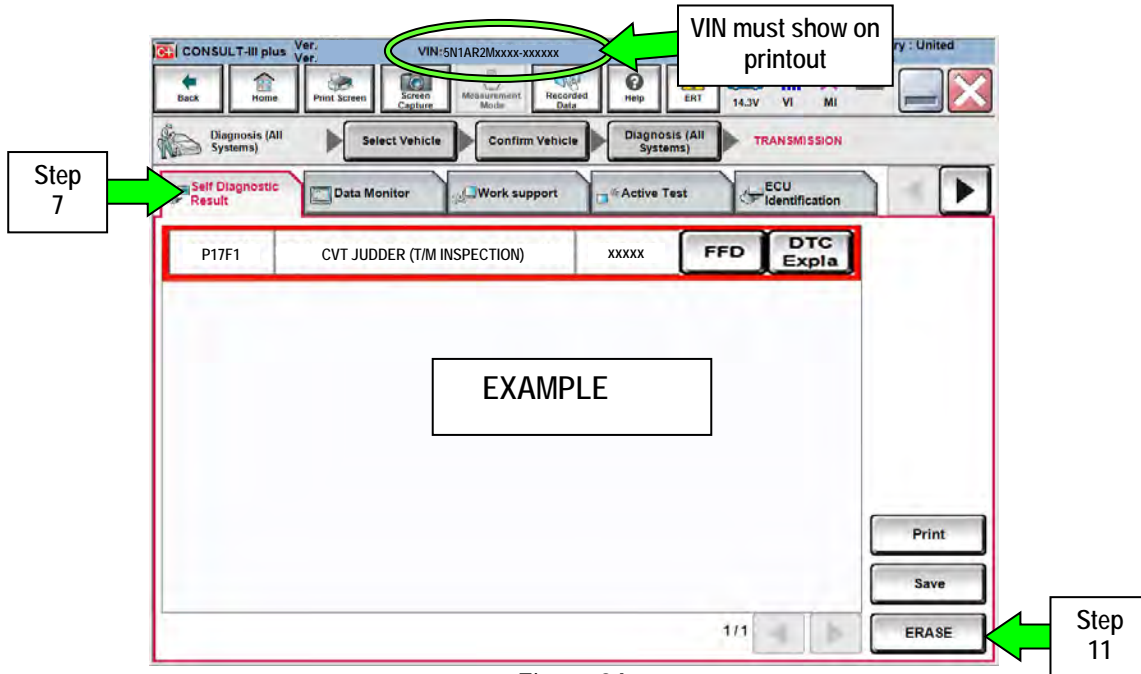 VIN must show on
printout
CONSULT-III plus Ver.
Ver.
VIN:5N1AR2Mxxxx-xxxxxx
ry : United
Back
Home
Print Screen
Screen
Capture
Measurement
Mode
Recorded
Data
Help
ERT
14.3V
VI
MI
Diagnosis (All
Systems)
Select Vehicle
Confirm Vehicle
Diagnosis (All
Systems)
TRANSMISSION
Step
7
Self Diagnostic
Result
Data Monitor
Work support
Active Test
ECU
Identification
P17F1
CVT JUDDER (T/M INSPECTION)
xxxxx
FFD
DTC
Expla
EXAMPLE
Print
Save
1/1
ERASE
Step
11